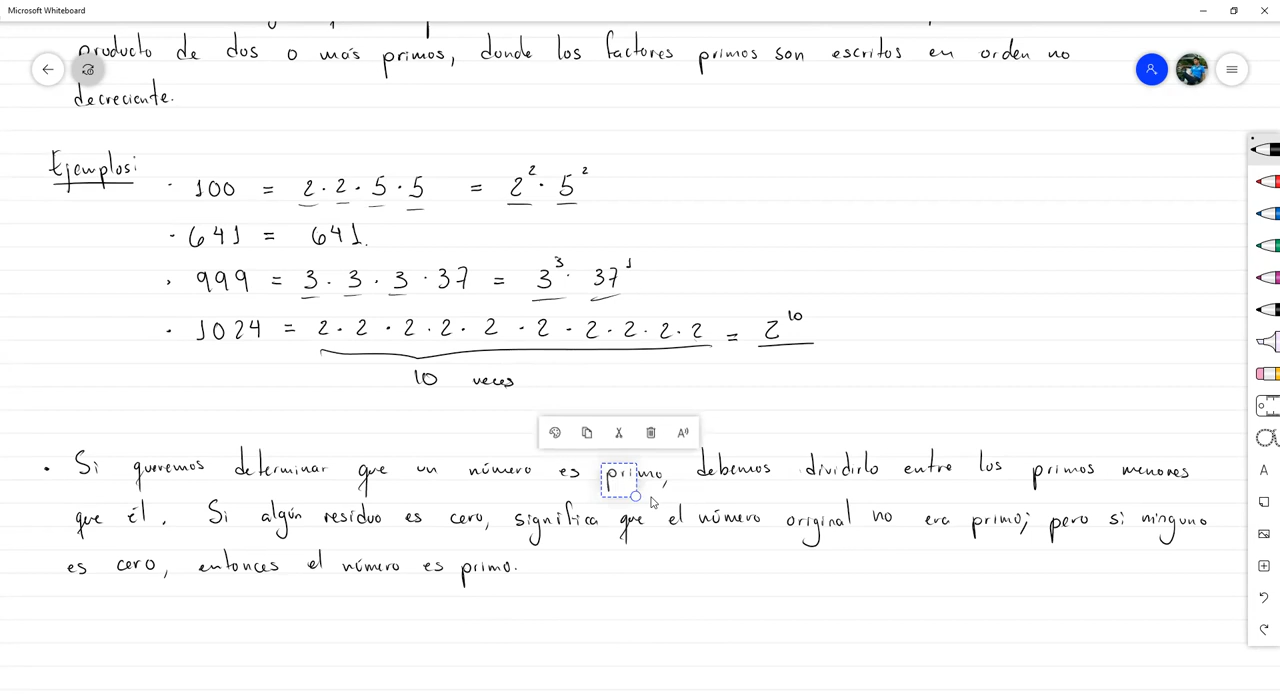 Microsoft Whiteboard
producto de dos o más primos, donde los factores primos son escritos en orden no
decreciente.
Ejemplos:
· 100 = 2 · 2 · 5 · 5 = 2² · 5²
· 641 = 641.
· 999 = 3 · 3 · 3 · 37 = 3³ · 37¹
· 1024 = 2 · 2 · 2 · 2 · 2 · 2 · 2 · 2 · 2 · 2 = 2¹⁰
10 veces
• Si queremos determinar que un número es primo, debemos dividirlo entre los primos menores
que él. Si algún residuo es cero, significa que el número original no era primo; pero si ninguno
es cero, entonces el número es primo.